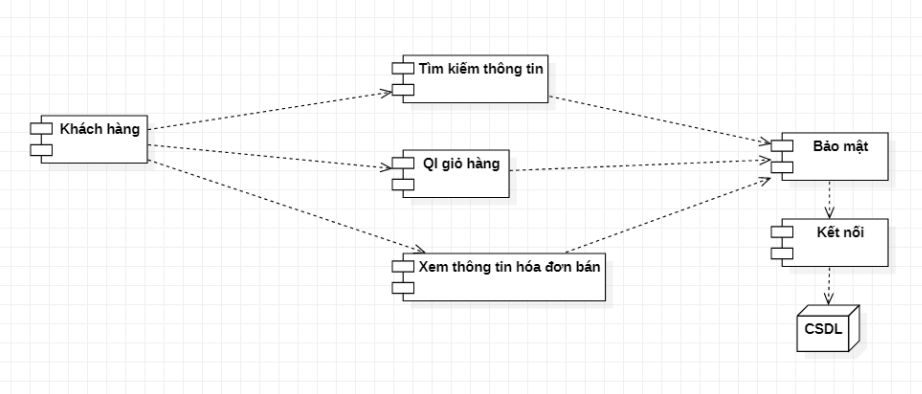 Tìm kiếm thông tin
Khách hàng
Ql giỏ hàng
Bảo mật
Xem thông tin hóa đơn bán
Kết nối
CSDL